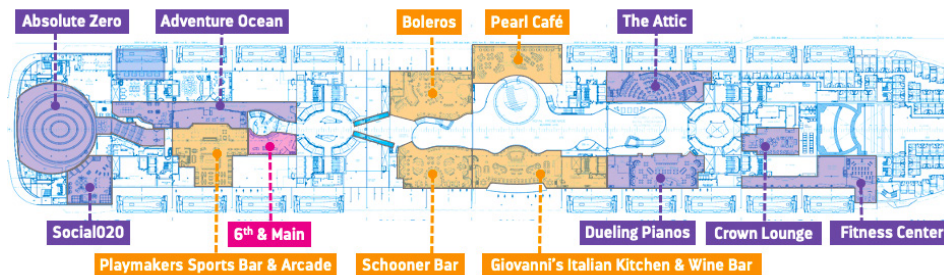 Absolute Zero
Adventure Ocean
Boleros
Pearl Café
The Attic
Social020
6th & Main
Dueling Pianos
Crown Lounge
Fitness Center
Playmakers Sports Bar & Arcade
Schooner Bar
Giovanni's Italian Kitchen & Wine Bar